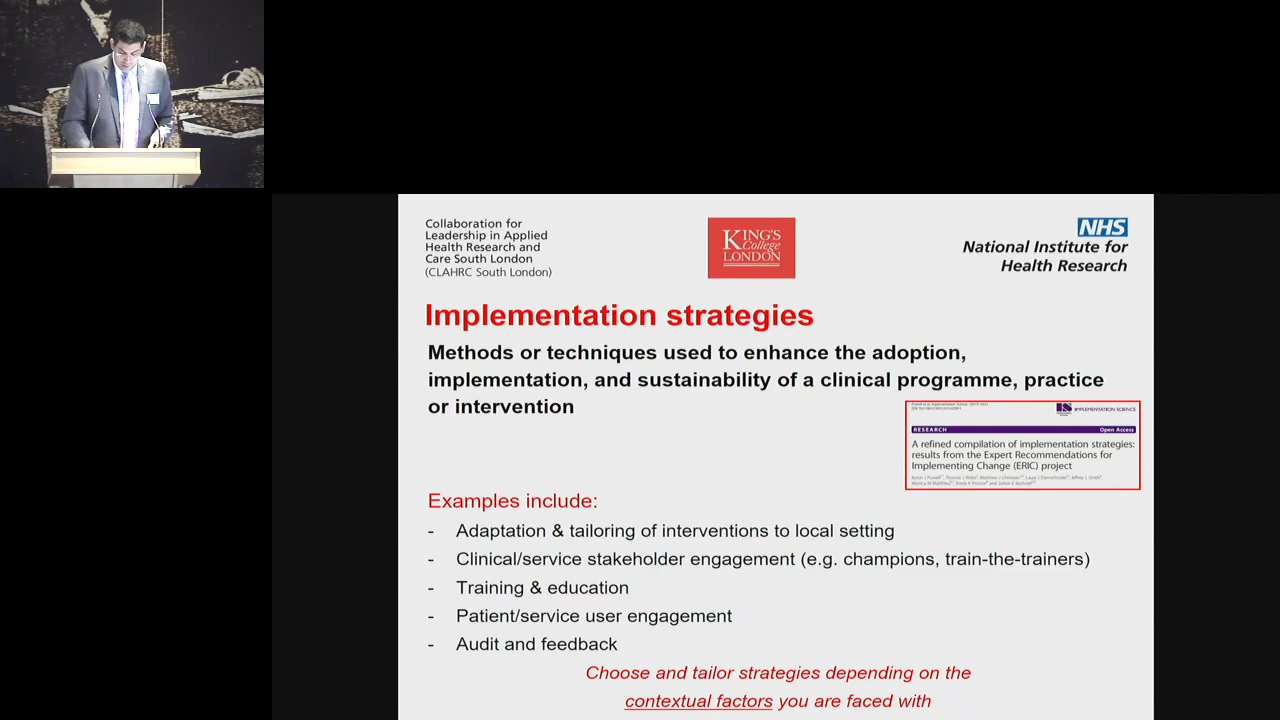 Collaboration for
Leadership in Applied
Health Research and
Care South London
(CLAHRC South London)
KING'S
College
LONDON
NHS
National Institute for
Health Research
Implementation strategies
Methods or techniques used to enhance the adoption,
implementation, and sustainability of a clinical programme, practice
or intervention
IMPLEMENTATION SCIENCE
RESEARCH Open Access
A refined compilation of implementation strategies:
results from the Expert Recommendations for
Implementing Change (ERIC) project
Examples include:
- Adaptation & tailoring of interventions to local setting
- Clinical/service stakeholder engagement (e.g. champions, train-the-trainers)
- Training & education
- Patient/service user engagement
- Audit and feedback
Choose and tailor strategies depending on the
contextual factors you are faced with